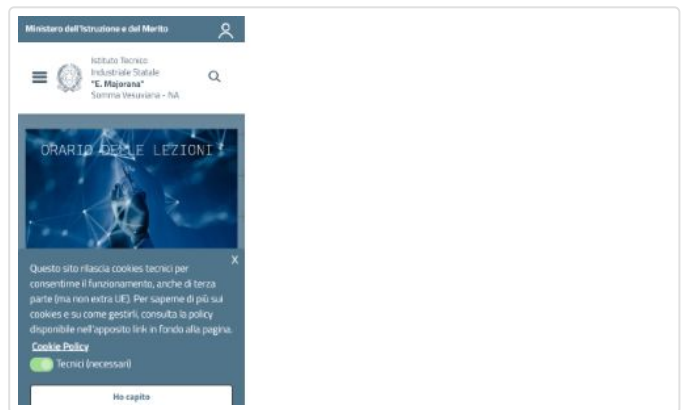 Ministero dell'Istruzione e del Merito
Istituto Tecnico
Industriale Statale
"E. Majorana"
Somma Vesuviana - NA
ORARIO DELLE LEZIONI
X
Questo sito rilascia cookies tecnici per
consentirne il funzionamento, anche di terza
parte (ma non extra UE). Per saperne di più sui
cookies e su come gestirli, consulta la policy
disponibile nell'apposito link in fondo alla pagina.
Cookie Policy
Tecnici (necessari)
Ho capito